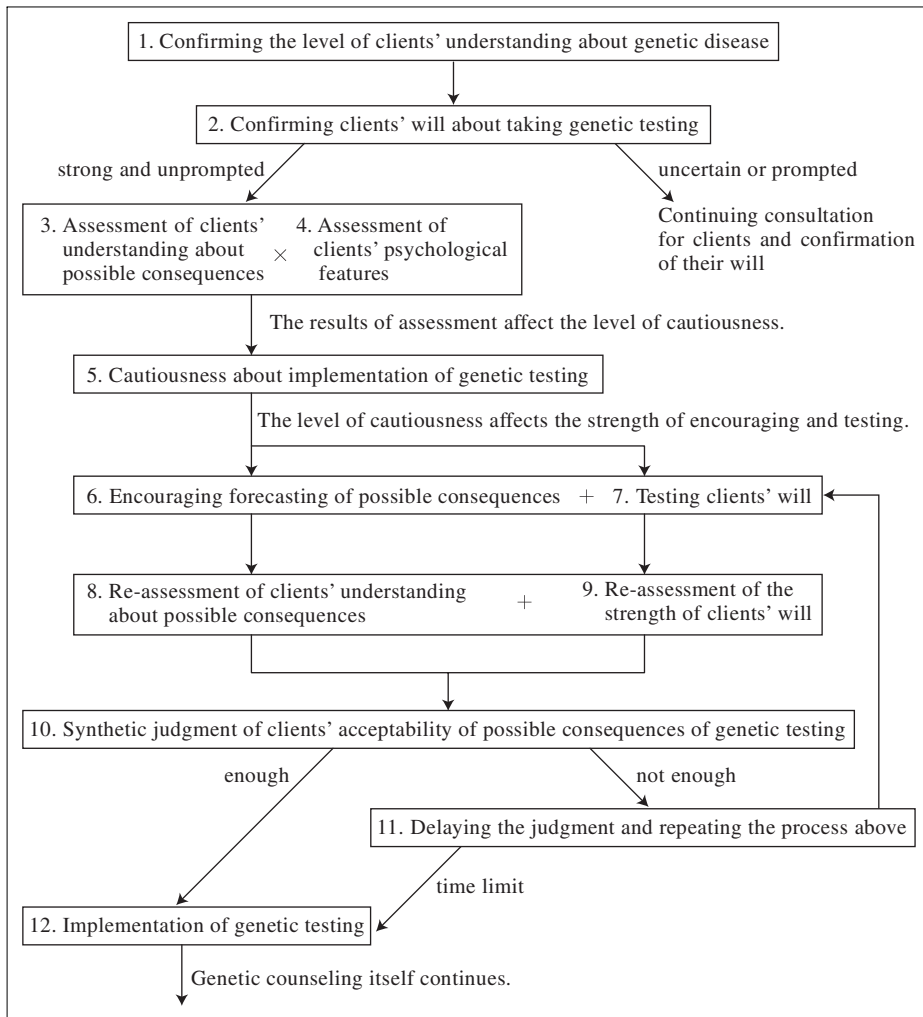 1. Confirming the level of clients’ understanding about genetic disease
2. Confirming clients’ will about taking genetic testing
strong and unprompted
uncertain or prompted
3. Assessment of clients’
understanding about
possible consequences
×
4. Assessment of
clients’ psychological
features
Continuing consultation
for clients and confirmation
of their will
The results of assessment affect the level of cautiousness.
5. Cautiousness about implementation of genetic testing
The level of cautiousness affects the strength of encouraging and testing.
6. Encouraging forecasting of possible consequences + 7. Testing clients’ will
8. Re-assessment of clients’ understanding
about possible consequences
+
9. Re-assessment of the
strength of clients’ will
10. Synthetic judgment of clients’ acceptability of possible consequences of genetic testing
enough
not enough
11. Delaying the judgment and repeating the process above
time limit
12. Implementation of genetic testing
Genetic counseling itself continues.